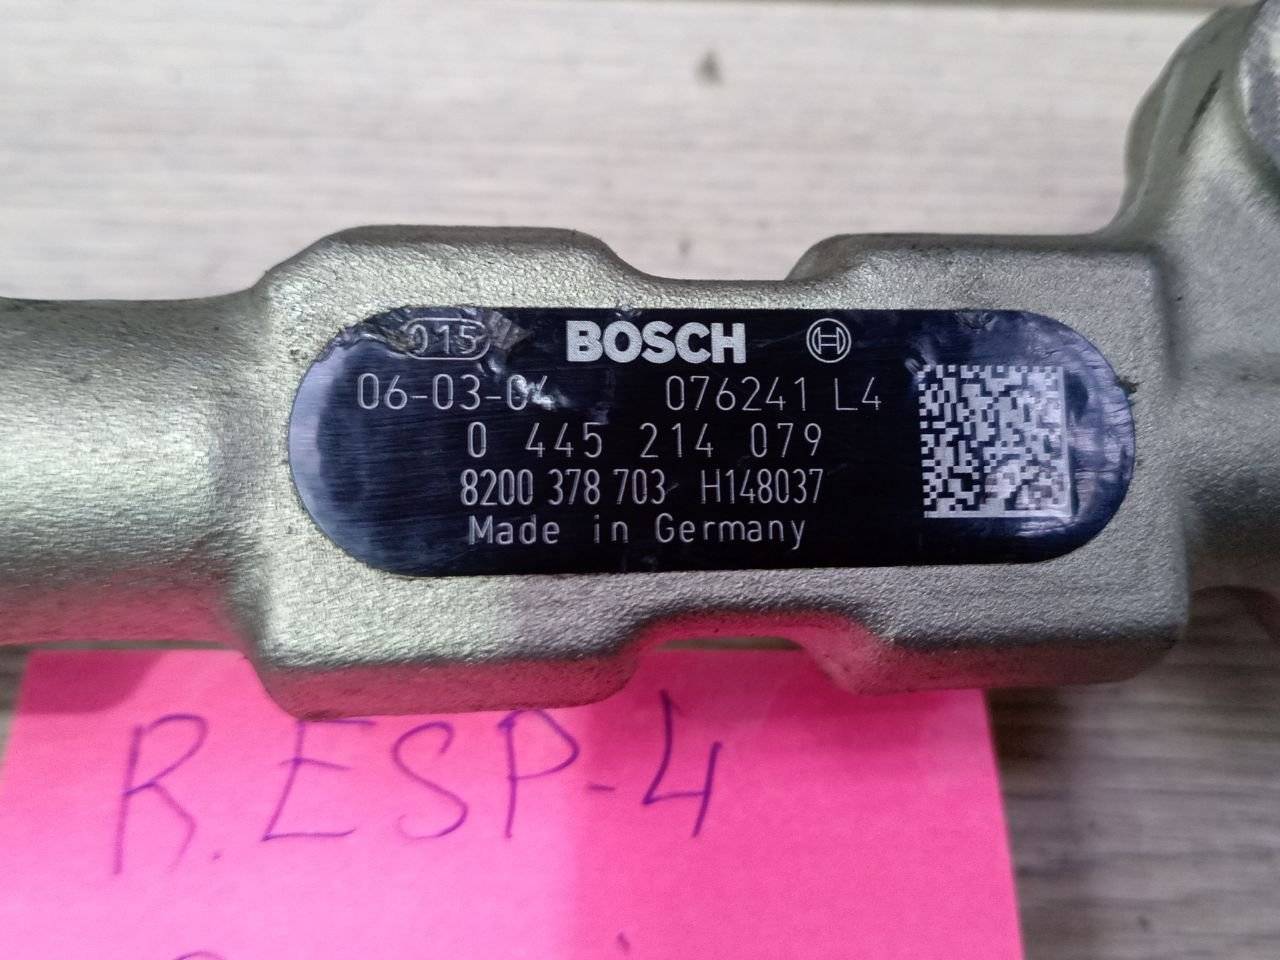 015 BOSCH
06-03-04 076241 L4
0 445 214 079
8200 378 703 H148037
Made in Germany
R.ESP-4